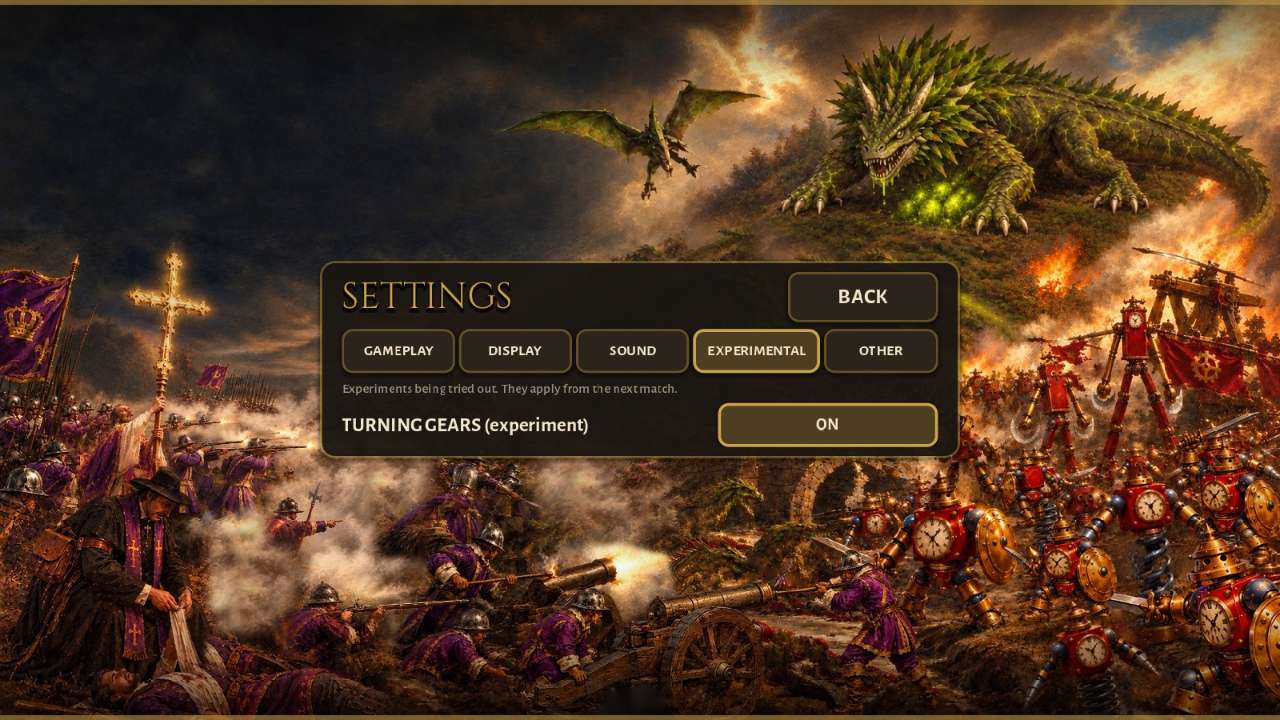 SETTINGS
BACK
GAMEPLAY DISPLAY SOUND EXPERIMENTAL OTHER
Experiments being tried out. They apply from the next match.
TURNING GEARS (experiment) ON